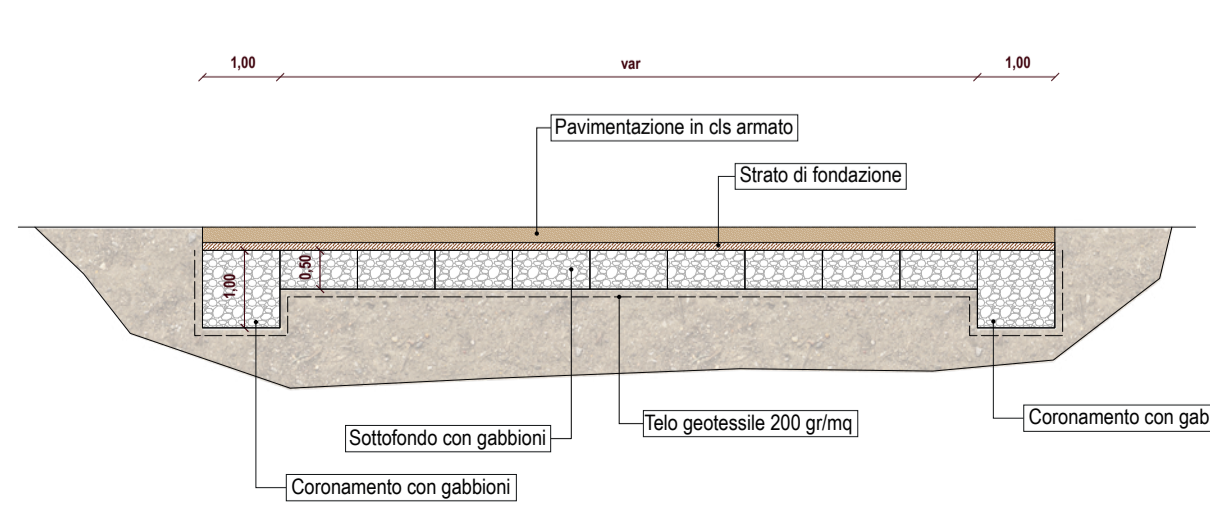 1,00
var
1,00
Pavimentazione in cls armato
Strato di fondazione
1,00
0,50
Telo geotessile 200 gr/mq
Coronamento con gab
Sottofondo con gabbioni
Coronamento con gabbioni